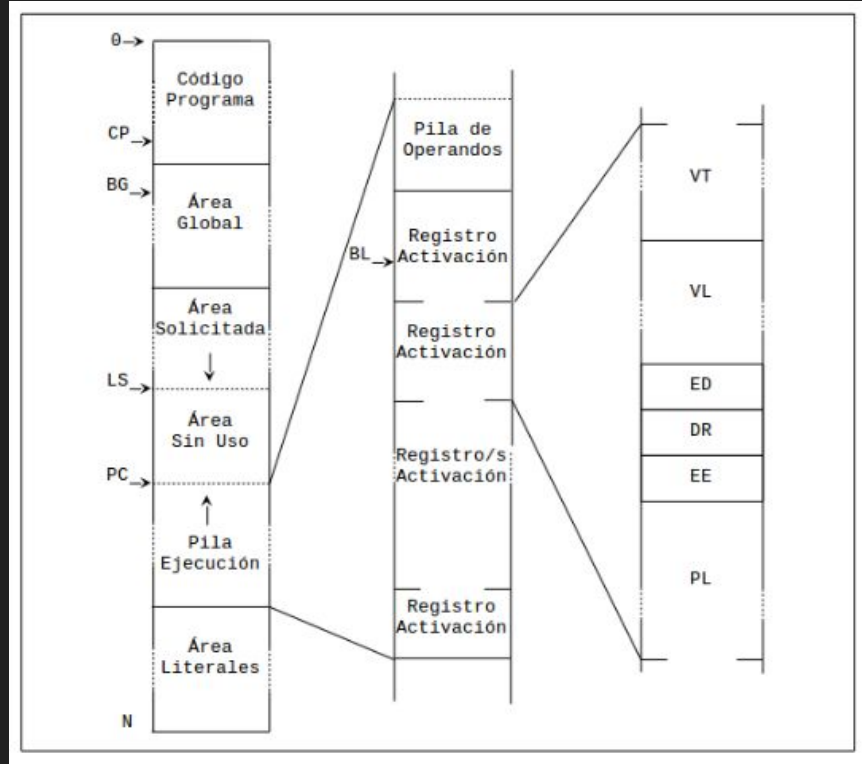 0
Código
Programa
CP
BG
Área
Global
Área
Solicitada
LS
Área
Sin Uso
PC
Pila
Ejecución
Área
Literales
N
Pila de
Operandos
Registro
BL
Activación
Registro
Activación
Registro/s
Activación
Registro
Activación
VT
VL
ED
DR
EE
PL